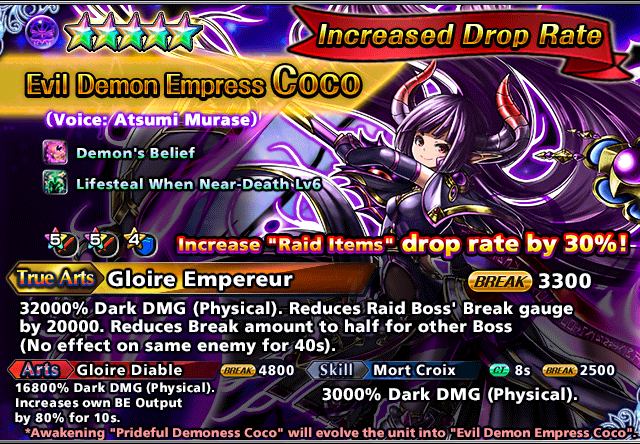 Increased Drop Rate
Evil Demon Empress Coco
(Voice: Atsumi Murase)
Demon's Belief
Lifesteal When Near-Death Lv6
5 5 4
Increase "Raid Items" drop rate by 30%!
True Arts Gloire Empereur BREAK 3300
32000% Dark DMG (Physical). Reduces Raid Boss' Break gauge
by 20000. Reduces Break amount to half for other Boss
(No effect on same enemy for 40s).
Arts Gloire Diable BREAK 4800
16800% Dark DMG (Physical).
Increases own BE Output
by 80% for 10s.
Skill Mort Croix CT 8s BREAK 2500
3000% Dark DMG (Physical).
*Awakening "Prideful Demoness Coco" will evolve the unit into "Evil Demon Empress Coco".